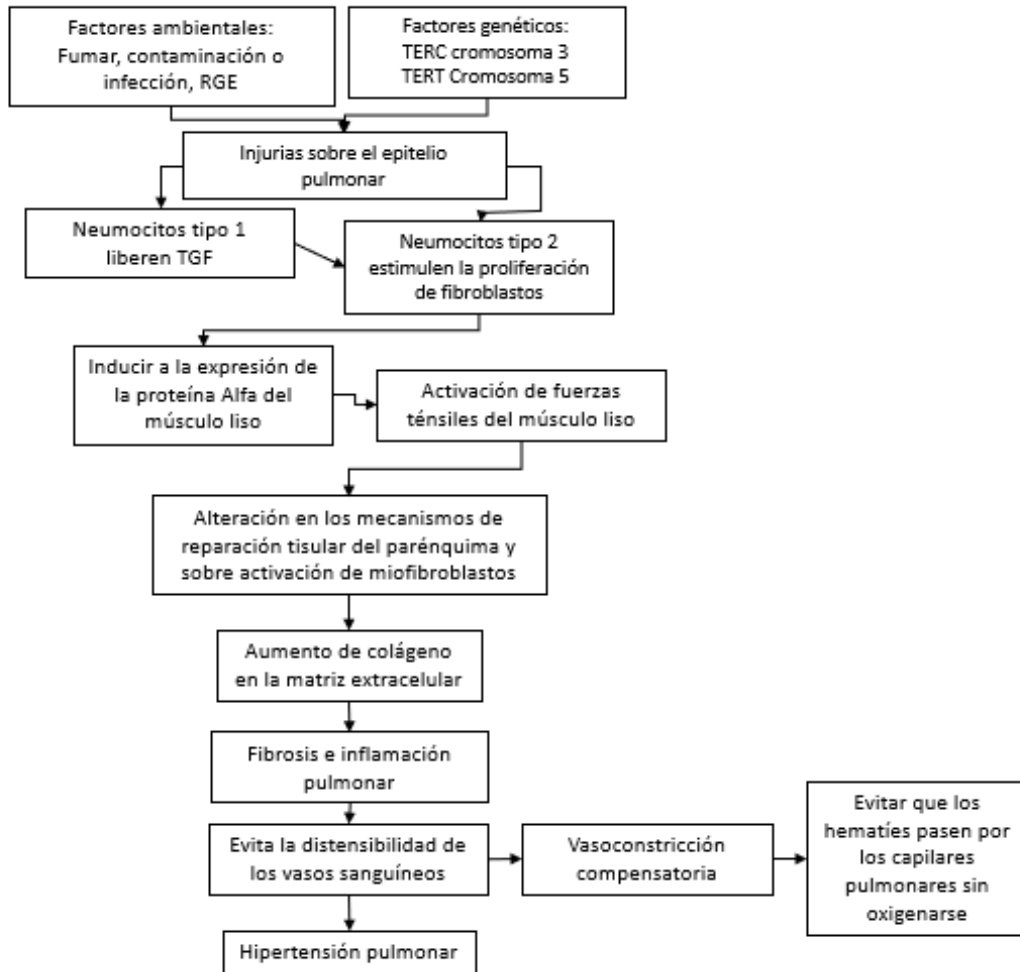 Factores ambientales:
Fumar, contaminación o
infección, RGE
Factores genéticos:
TERC cromosoma 3
TERT Cromosoma 5
Injurias sobre el epitelio
pulmonar
Neumocitos tipo 1
liberen TGF
Neumocitos tipo 2
estimulen la proliferación
de fibroblastos
Inducir a la expresión de
la proteína Alfa del
músculo liso
Activación de fuerzas
ténsiles del músculo liso
Alteración en los mecanismos de
reparación tisular del parénquima y
sobre activación de miofibroblastos
Aumento de colágeno
en la matriz extracelular
Fibrosis e inflamación
pulmonar
Evita la distensibilidad de
los vasos sanguíneos
Vasoconstricción
compensatoria
Evitar que los
hematíes pasen por
los capilares
pulmonares sin
oxigenarse
Hipertensión pulmonar